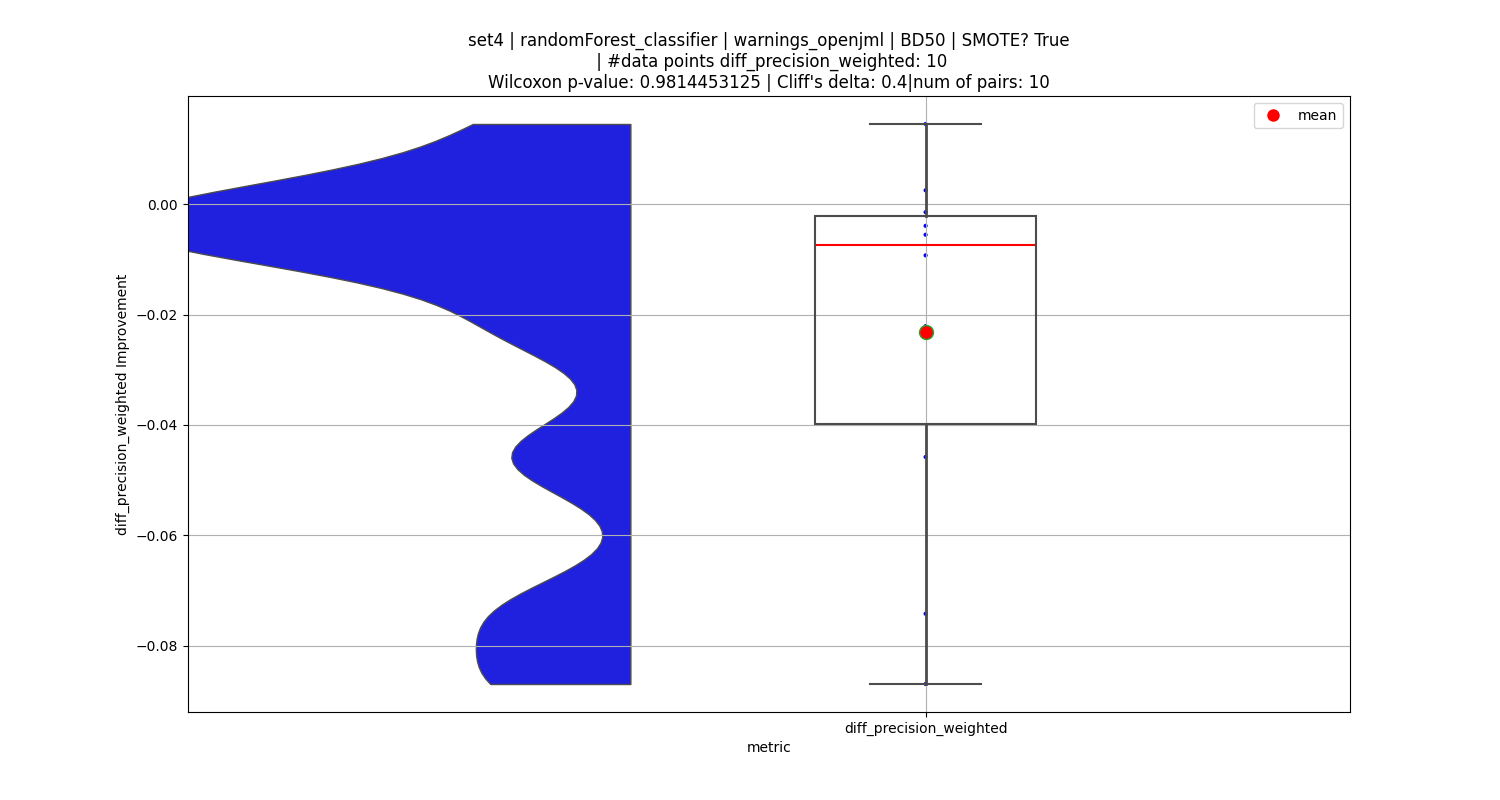 set4 | randomForest_classifier | warnings_openjml | BD50 | SMOTE? True
| #data points diff_precision_weighted: 10
Wilcoxon p-value: 0.9814453125 | Cliff's delta: 0.4|num of pairs: 10
mean
0.00
−0.02
−0.04
−0.06
−0.08
diff_precision_weighted Improvement
diff_precision_weighted
metric